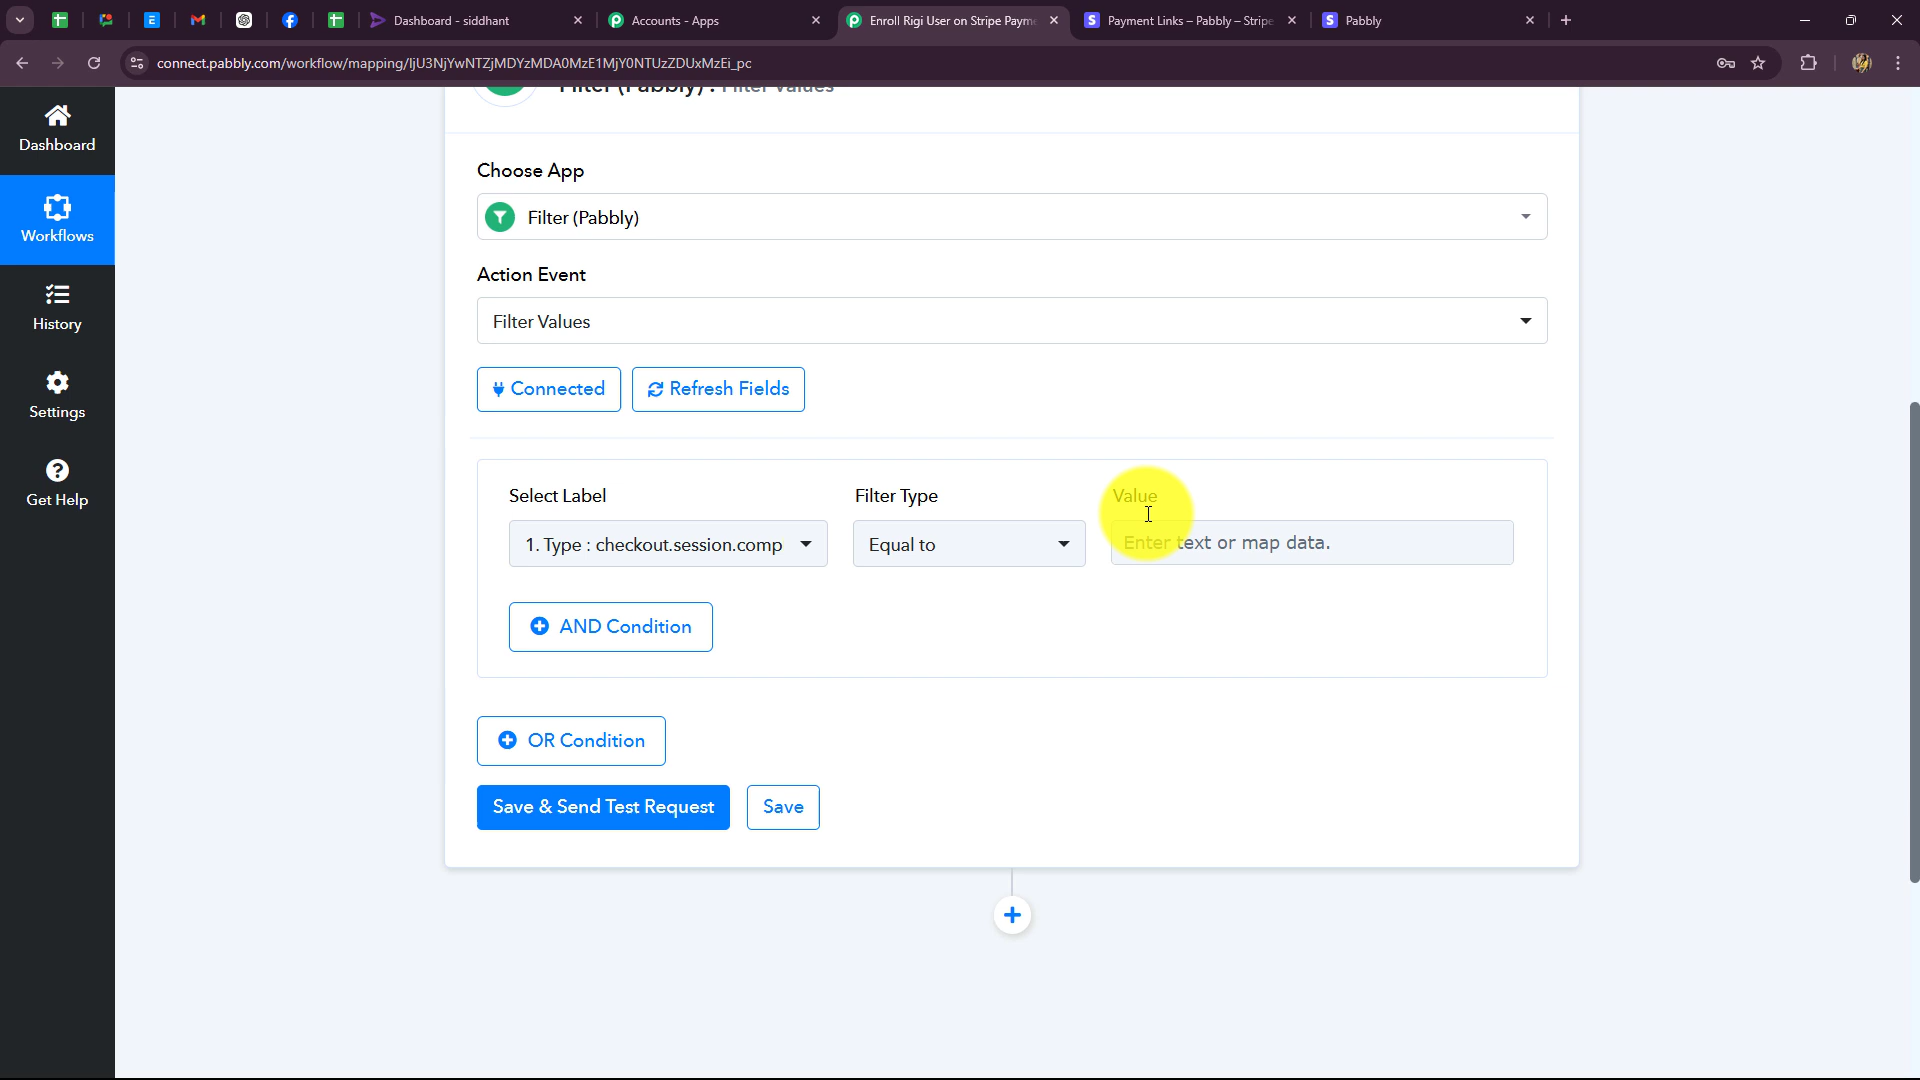 Dashboard - siddhant
Accounts - Apps
Enroll Rigi User on Stripe Payme
Payment Links – Pabbly – Stripe
Pabbly
connect.pabbly.com/workflow/mapping/IjU3NjYwNTZjMDYzMDA0MzE1MjY0NTUzZDUxMzEi_pc
Filter (Pabbly) : Filter Values
Dashboard
Workflows
History
Settings
Get Help
Choose App
Filter (Pabbly)
Action Event
Filter Values
Connected
Refresh Fields
Select Label
Filter Type
Value
1. Type : checkout.session.comp
Equal to
Enter text or map data.
AND Condition
OR Condition
Save & Send Test Request
Save